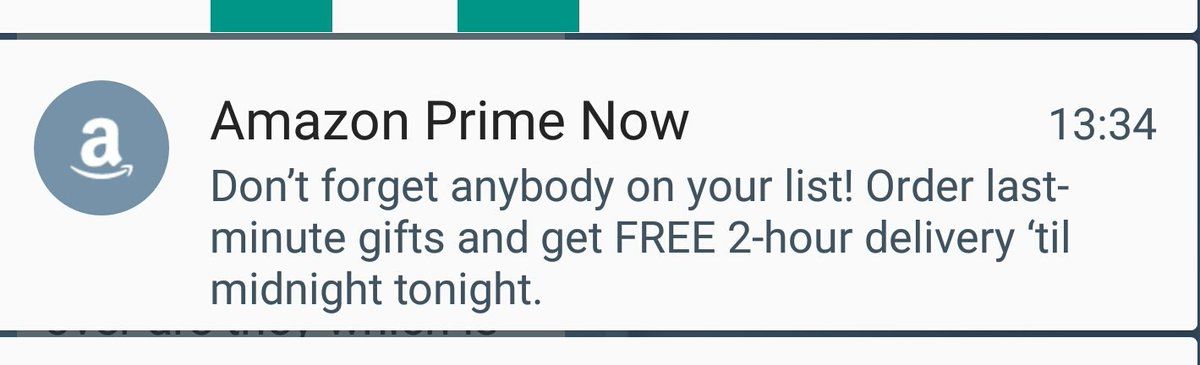 Amazon Prime Now
13:34
Don’t forget anybody on your list! Order last-
minute gifts and get FREE 2-hour delivery ‘til
midnight tonight.